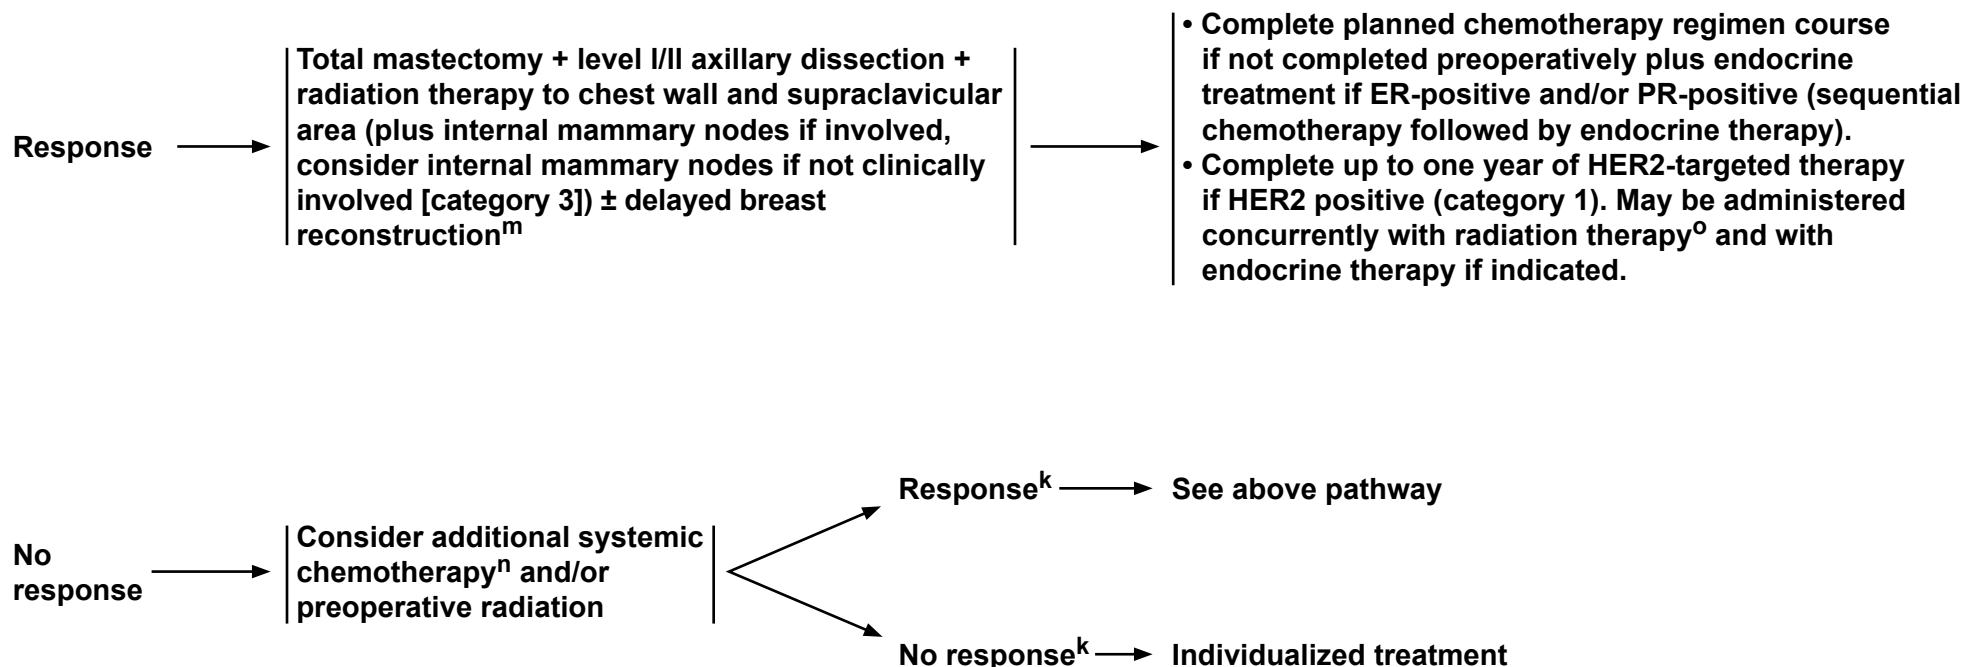 Response
Total mastectomy + level I/II axillary dissection +
radiation therapy to chest wall and supraclavicular
area (plus internal mammary nodes if involved,
consider internal mammary nodes if not clinically
involved [category 3]) ± delayed breast
reconstructionᵐ
• Complete planned chemotherapy regimen course
if not completed preoperatively plus endocrine
treatment if ER-positive and/or PR-positive (sequential
chemotherapy followed by endocrine therapy).
• Complete up to one year of HER2-targeted therapy
if HER2 positive (category 1). May be administered
concurrently with radiation therapyᵒ and with
endocrine therapy if indicated.
No
response
Consider additional systemic
chemotherapyⁿ and/or
preoperative radiation
Responseᵏ
See above pathway
No responseᵏ
Individualized treatment